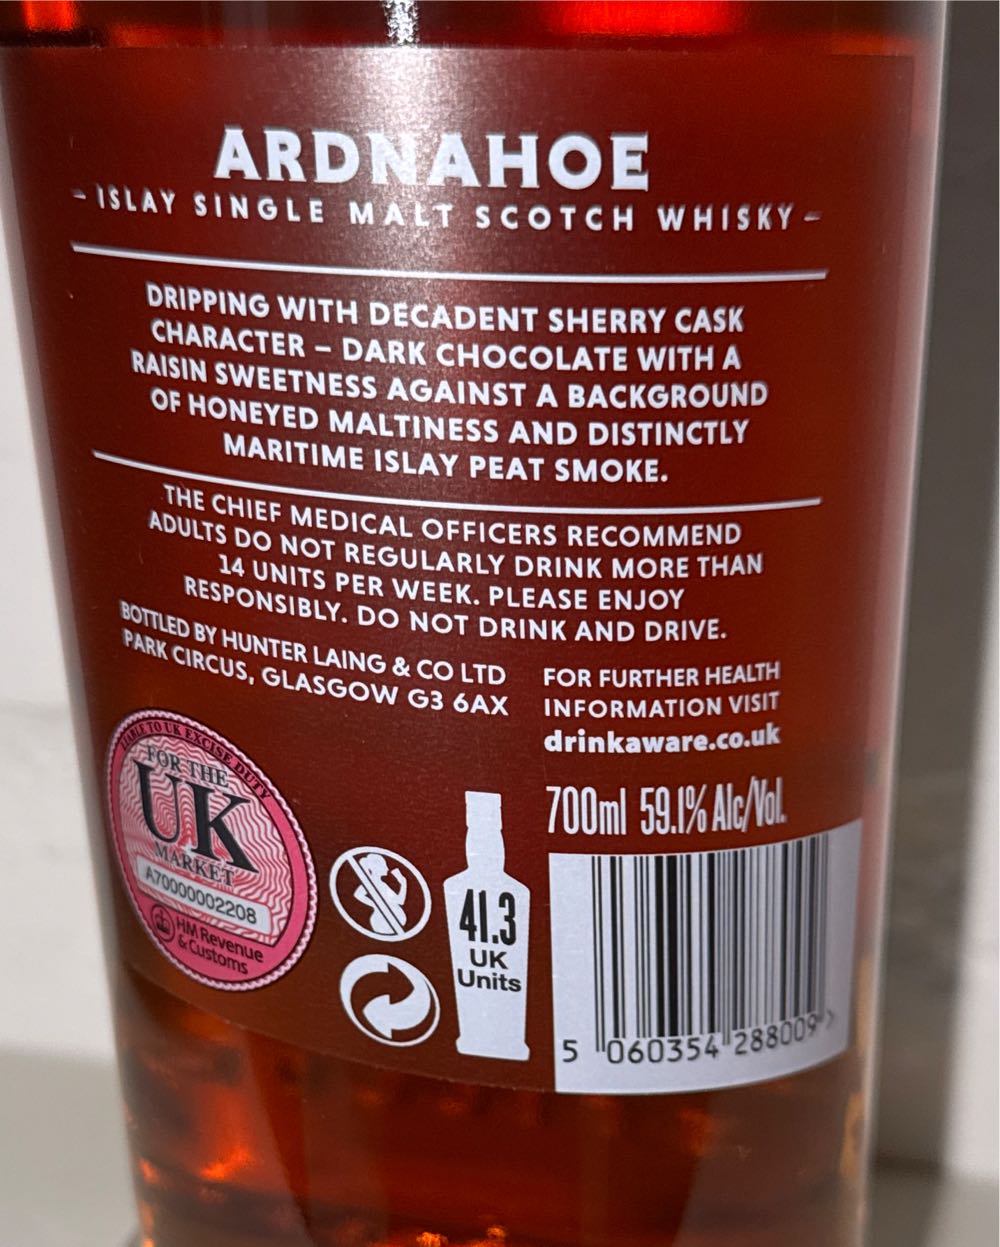 ARDNAHOE
- ISLAY SINGLE MALT SCOTCH WHISKY -
DRIPPING WITH DECADENT SHERRY CASK
CHARACTER – DARK CHOCOLATE WITH A
RAISIN SWEETNESS AGAINST A BACKGROUND
OF HONEYED MALTINESS AND DISTINCTLY
MARITIME ISLAY PEAT SMOKE.
THE CHIEF MEDICAL OFFICERS RECOMMEND
ADULTS DO NOT REGULARLY DRINK MORE THAN
14 UNITS PER WEEK. PLEASE ENJOY
RESPONSIBLY. DO NOT DRINK AND DRIVE.
BOTTLED BY HUNTER LAING & CO LTD
PARK CIRCUS, GLASGOW G3 6AX
FOR FURTHER HEALTH
INFORMATION VISIT
drinkaware.co.uk
700ml 59.1% Alc/Vol.
TO UK EXCISE DUTY
FOR THE
UK
MARKET
A70000002208
HM Revenue
& Customs
41.3
UK
Units
5 060354 288009 >